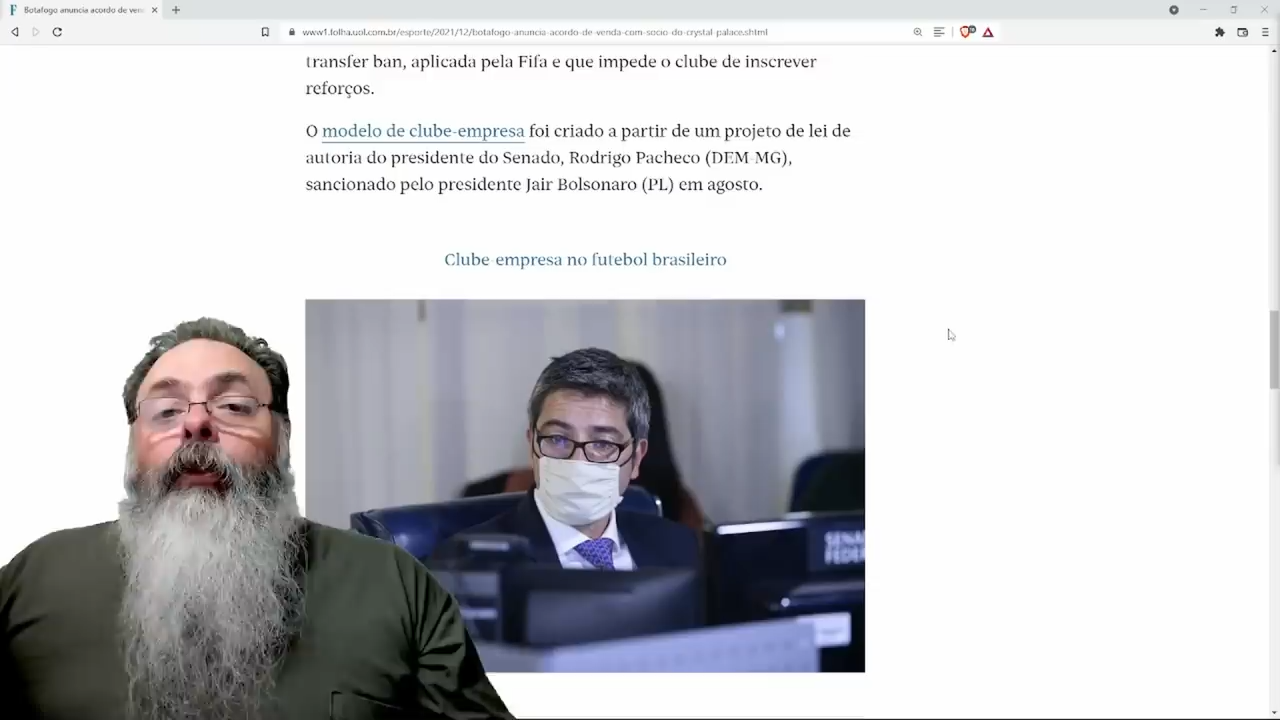 Botafogo anuncia acordo de ven
www1.folha.uol.com.br/esporte/2021/12/botafogo-anuncia-acordo-de-venda-com-socio-do-crystal-palace.shtml
transfer ban, aplicada pela Fifa e que impede o clube de inscrever
reforços.
O modelo de clube-empresa foi criado a partir de um projeto de lei de
autoria do presidente do Senado, Rodrigo Pacheco (DEM-MG),
sancionado pelo presidente Jair Bolsonaro (PL) em agosto.
Clube-empresa no futebol brasileiro
SENA
FEDER